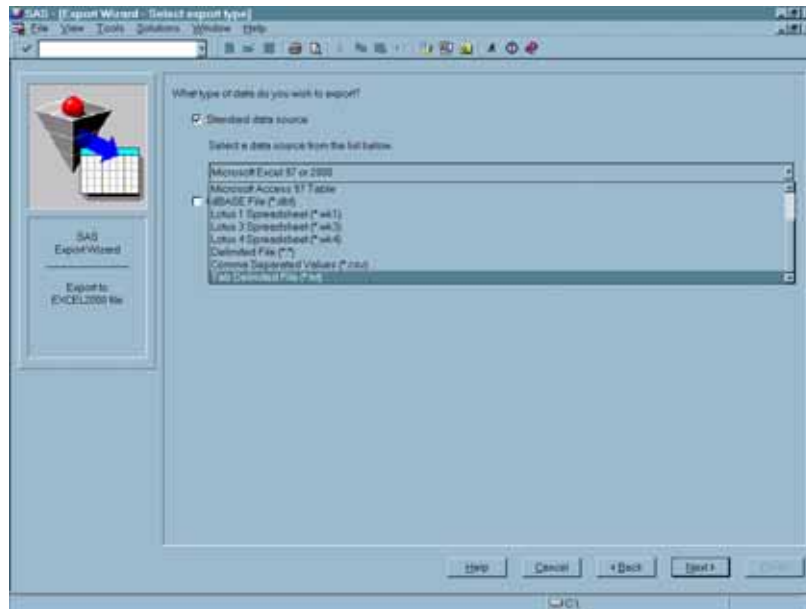 SAS - [Export Wizard - Select export type]
File View Tools Solutions Window Help
What type of data do you wish to export?
Standard data source
Select a data source from the list below.
Microsoft Excel 97 or 2000
Microsoft Access 97 Table
dBASE File (*.dbf)
Lotus 1 Spreadsheet (*.wk1)
Lotus 3 Spreadsheet (*.wk3)
Lotus 4 Spreadsheet (*.wk4)
Delimited File (*.*)
Comma Separated Values (*.csv)
Tab Delimited File (*.txt)
SAS
Export Wizard
Export to
EXCEL2000 file
Help Cancel < Back Next >
C:\